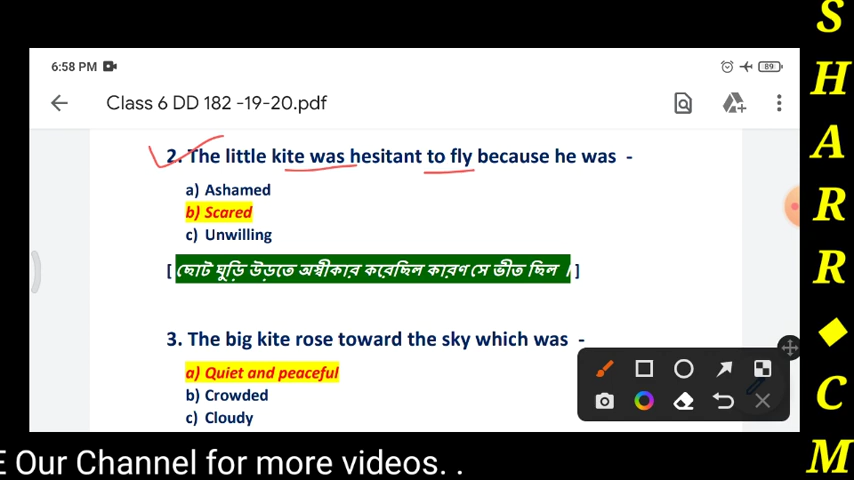 6:58 PM
89
Class 6 DD 182 -19-20.pdf
2. The little kite was hesitant to fly because he was -
a) Ashamed
b) Scared
c) Unwilling
[ ছোট ঘুড়ি উড়তে অস্বীকার করেছিল কারণ সে ভীত ছিল । ]
3. The big kite rose toward the sky which was -
a) Quiet and peaceful
b) Crowded
c) Cloudy
E Our Channel for more videos. .
S
H
A
R
R
◆
C
M